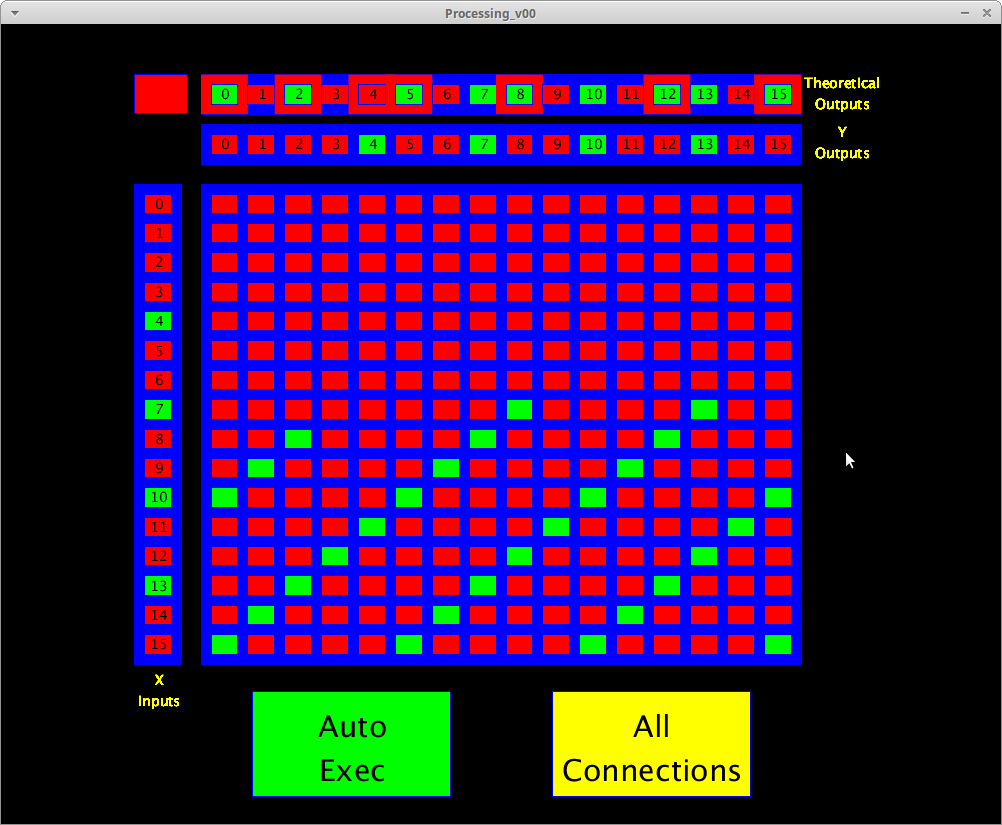 Processing_v00
0 1 2 3 4 5 6 7 8 9 10 11 12 13 14 15
Theoretical
Outputs
0 1 2 3 4 5 6 7 8 9 10 11 12 13 14 15
Y
Outputs
0
1
2
3
4
5
6
7
8
9
10
11
12
13
14
15
X
Inputs
Auto
Exec
All
Connections